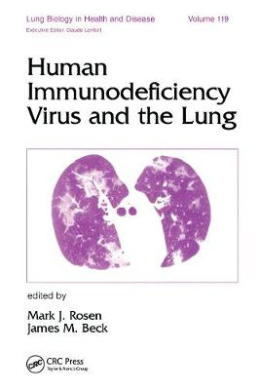 Lung Biology in Health and Disease Volume 119
Executive Editor: Claude Lenfant
Human
Immunodeficiency
Virus and the Lung
edited by
Mark J. Rosen
James M. Beck
CRC Press
Taylor & Francis Group